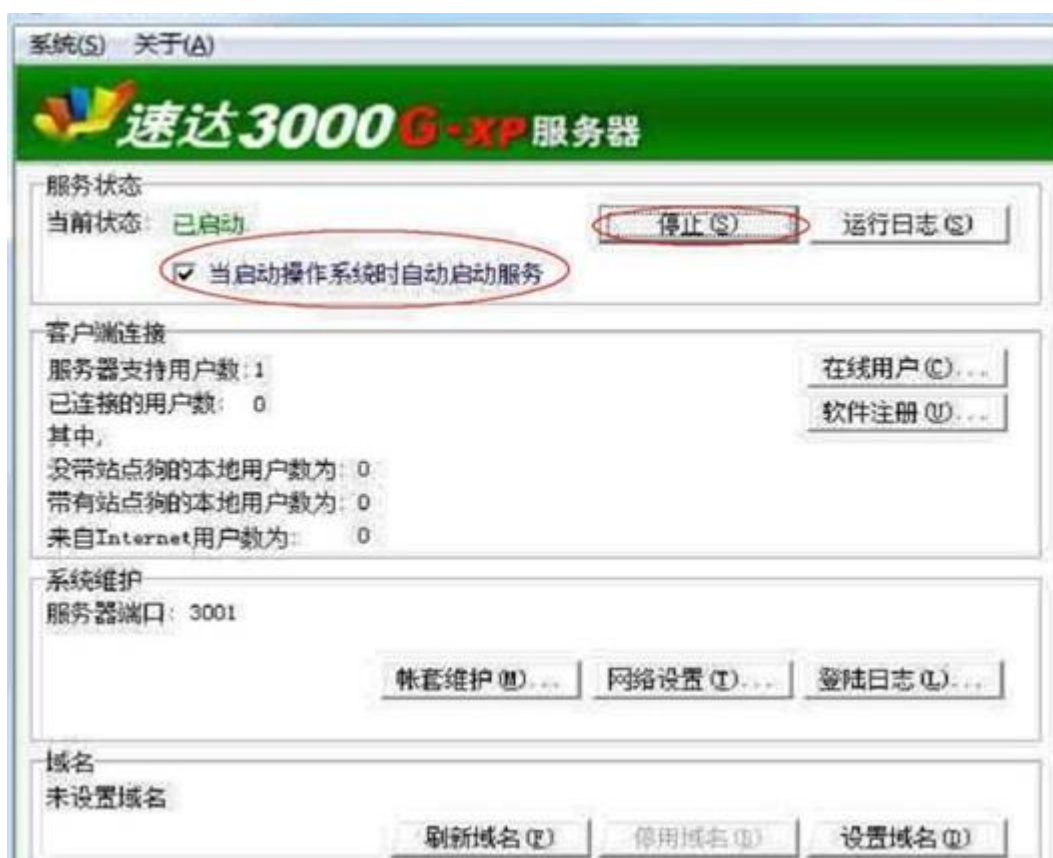 系统(S) 关于(A)
速达3000G-XP服务器
服务状态
当前状态: 已启动 停止(S) 运行日志(S)
当启动操作系统时自动启动服务
客户端连接
服务器支持用户数:1 在线用户(C)...
已连接的用户数: 0 软件注册(U)...
其中,
没带站点狗的本地用户数为: 0
带有站点狗的本地用户数为: 0
来自Internet用户数为: 0
系统维护
服务器端口: 3001
帐套维护(M)... 网络设置(T)... 登陆日志(L)...
域名
未设置域名
刷新域名(F) 停用域名(B) 设置域名(D)